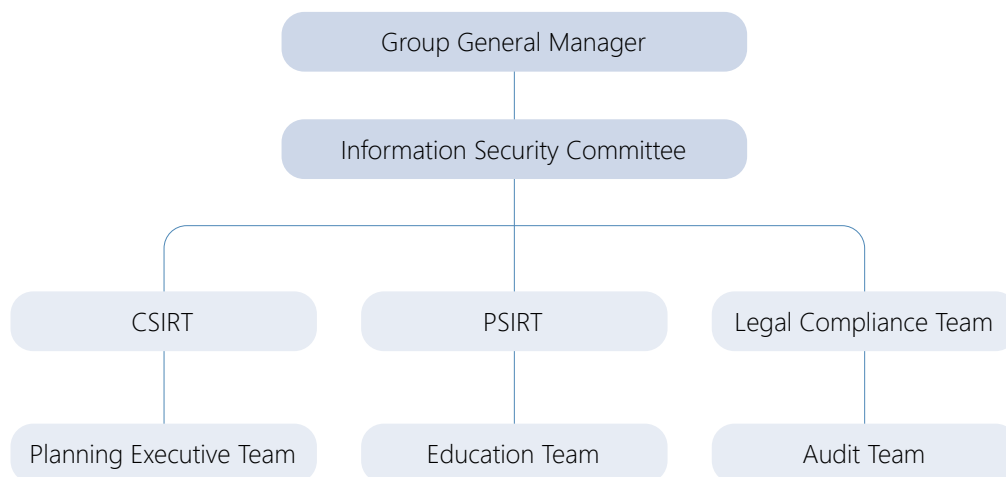 Group General Manager
Information Security Committee
CSIRT
PSIRT
Legal Compliance Team
Planning Executive Team
Education Team
Audit Team